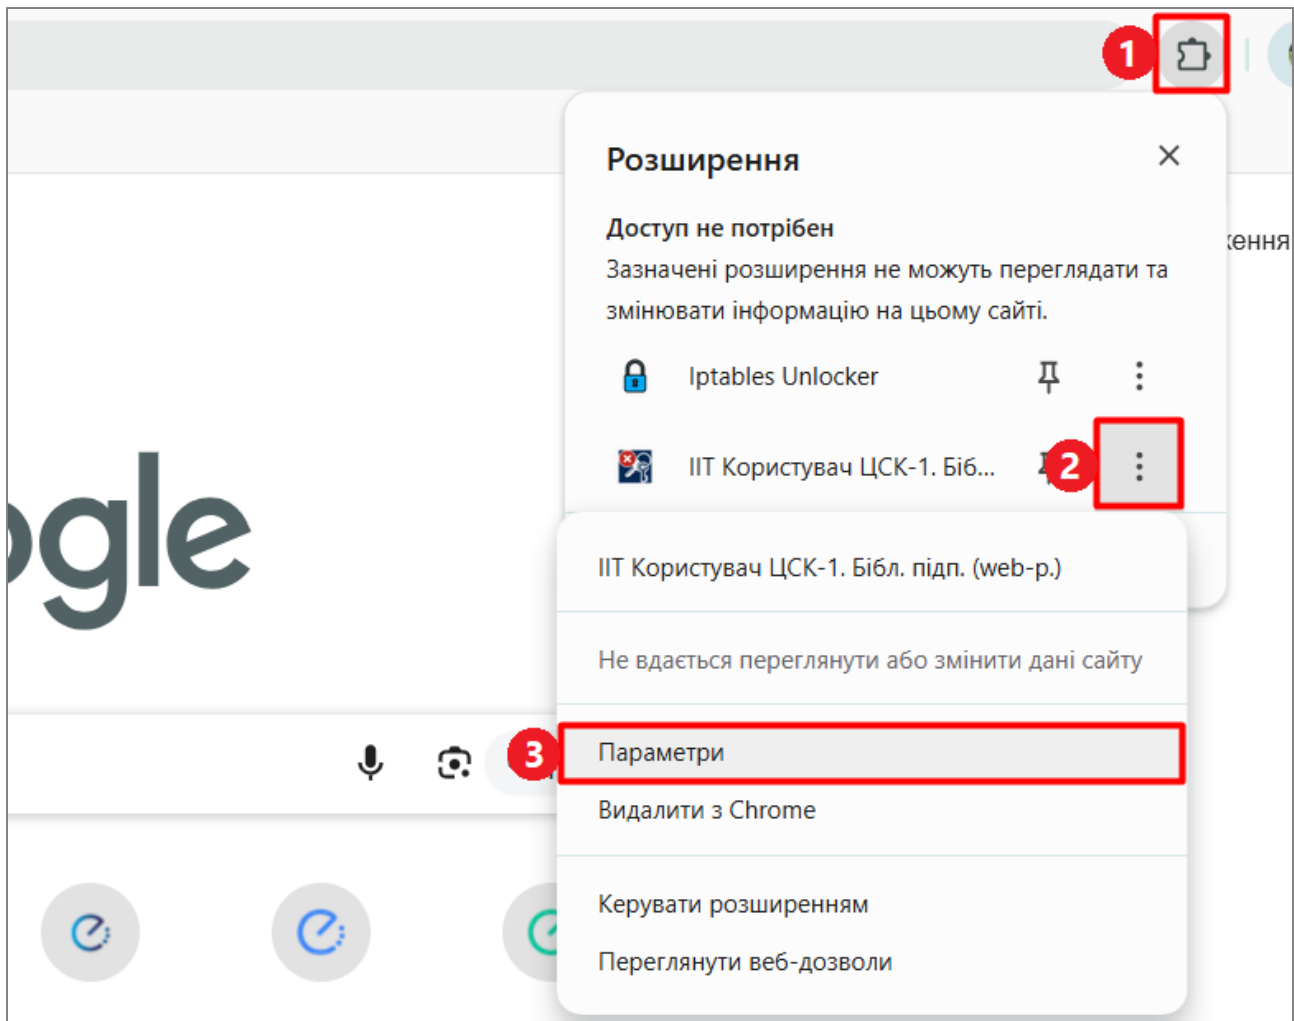 1
Розширення
Доступ не потрібен
Зазначені розширення не можуть переглядати та
змінювати інформацію на цьому сайті.
Iptables Unlocker
ІІТ Користувач ЦСК-1. Біб...
2
ogle
ІІТ Користувач ЦСК-1. Бібл. підп. (web-р.)
Не вдається переглянути або змінити дані сайту
3
Параметри
Видалити з Chrome
Керувати розширенням
Переглянути веб-дозволи